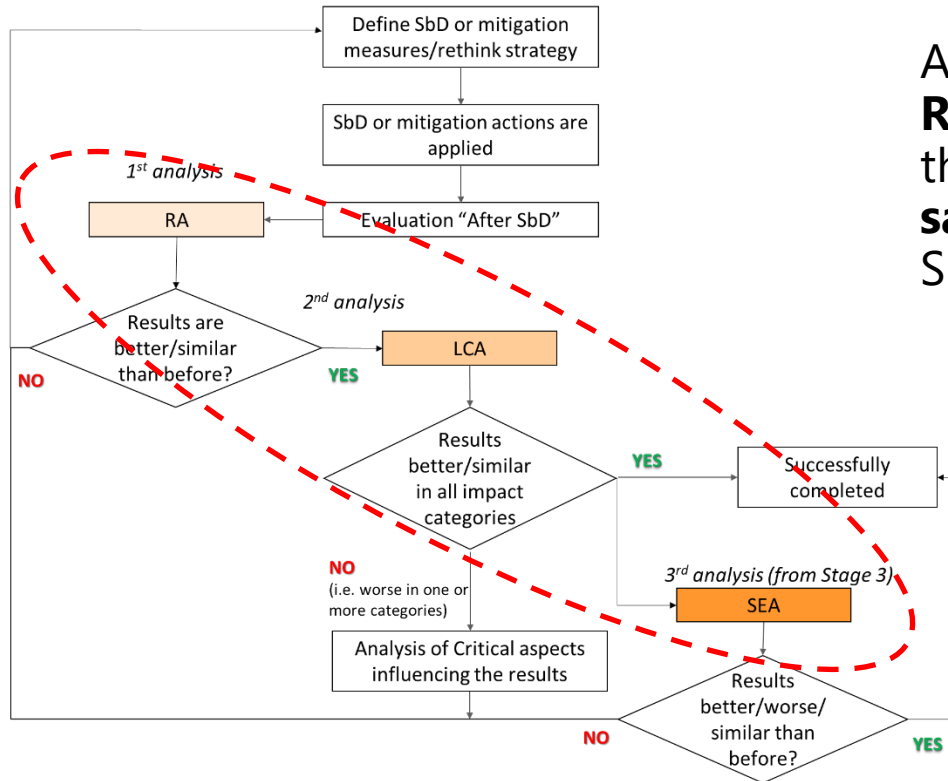 Define SbD or mitigation
measures/rethink strategy
SbD or mitigation actions are
applied
1st analysis
RA
Evaluation “After SbD”
2nd analysis
Results are
better/similar
than before?
NO
YES
LCA
Results
better/similar
in all impact
categories
YES
Successfully
completed
NO
(i.e. worse in one or
more categories)
3rd analysis (from Stage 3)
SEA
Analysis of Critical aspects
influencing the results
Results
better/worse/
similar than
before?
NO
YES
A
R
th
sa
S